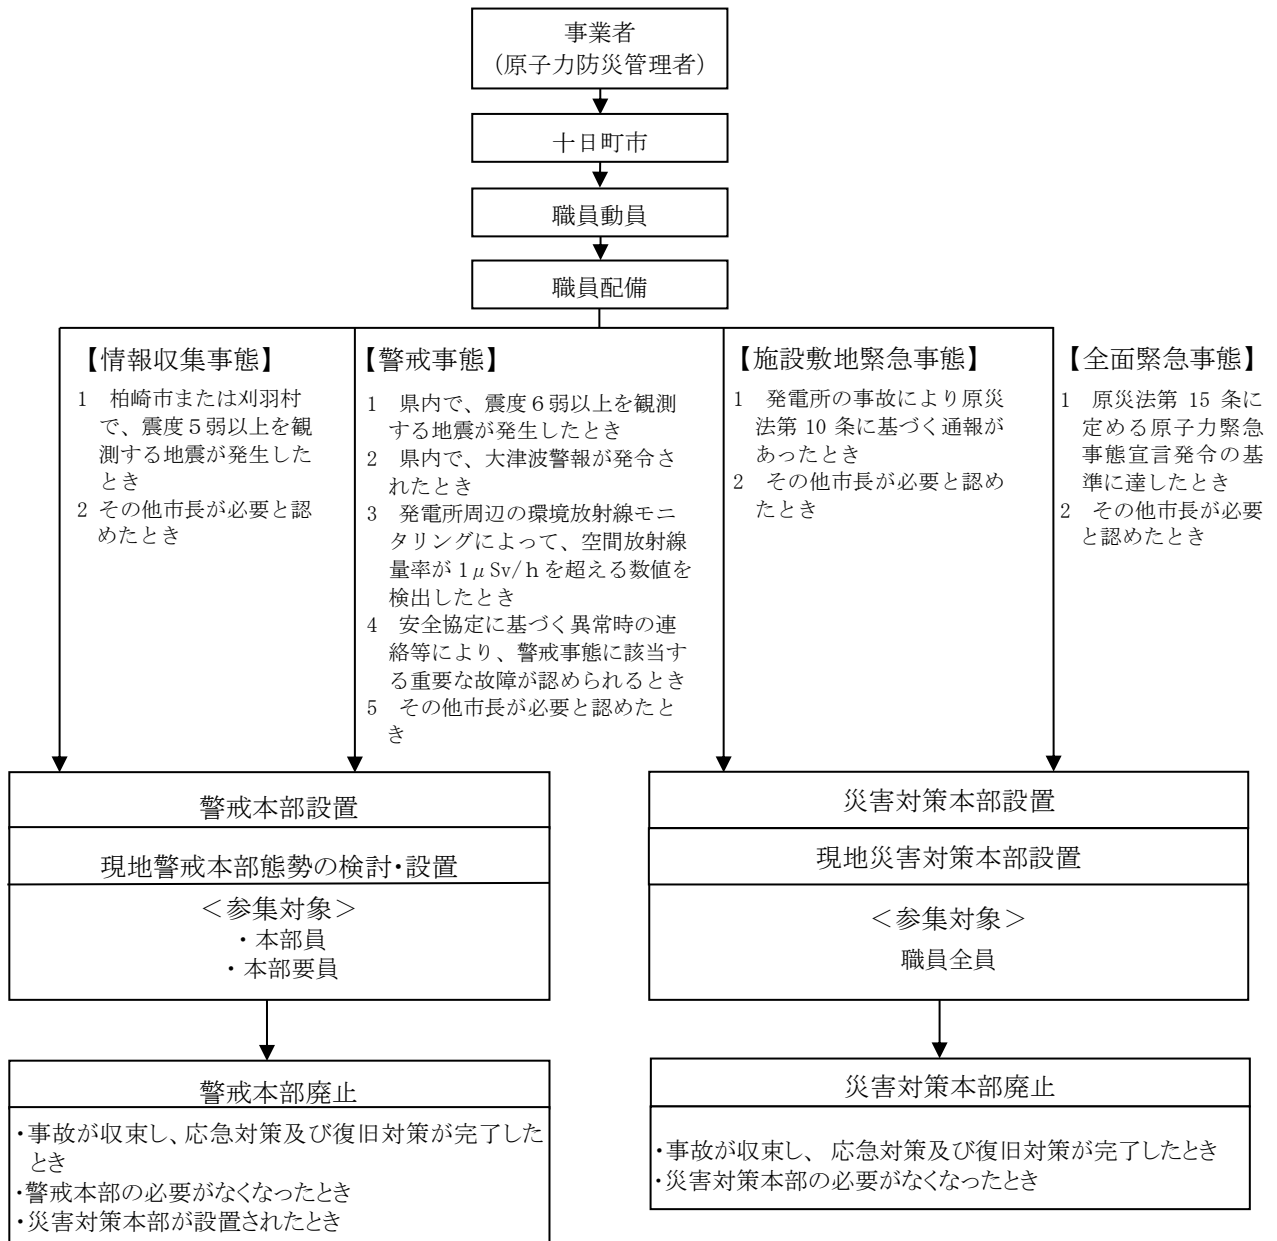 事業者
(原子力防災管理者)
十日町市
職員動員
職員配備
【情報収集事態】
1 柏崎市または刈羽村
で、震度５弱以上を観
測する地震が発生した
とき
2 その他市長が必要と認
めたとき
【警戒事態】
1 県内で、震度６弱以上を観測
する地震が発生したとき
2 県内で、大津波警報が発令さ
れたとき
3 発電所周辺の環境放射線モニ
タリングによって、空間放射線
量率が 1μSv/h を超える数値を
検出したとき
4 安全協定に基づく異常時の連
絡等により、警戒事態に該当す
る重要な故障が認められるとき
5 その他市長が必要と認めたと
き
【施設敷地緊急事態】
1 発電所の事故により原災
法第 10 条に基づく通報が
あったとき
2 その他市長が必要と認め
たとき
【全面緊急事態】
1 原災法第 15 条に
定める原子力緊急
事態宣言発令の基
準に達したとき
2 その他市長が必要
と認めたとき
警戒本部設置
現地警戒本部態勢の検討･設置
＜参集対象＞
・本部員
・本部要員
災害対策本部設置
現地災害対策本部設置
＜参集対象＞
職員全員
警戒本部廃止
・事故が収束し、応急対策及び復旧対策が完了した
とき
・警戒本部の必要がなくなったとき
・災害対策本部が設置されたとき
災害対策本部廃止
・事故が収束し、応急対策及び復旧対策が完了したとき
・災害対策本部の必要がなくなったとき